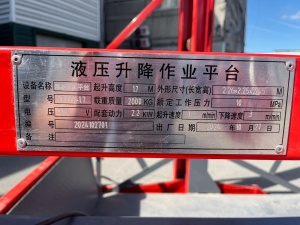 液压升降作业平台
设备名称 起升高度 17 M 外形尺寸(长宽高) M
型号 载重质量 2000 KG 额定工作压力 16 MPa
电压 V 配套动力 2.2 KW 起升速度 m/min 下降速度 m/min
编号 2024102701 出厂日期 年 月 日
备注